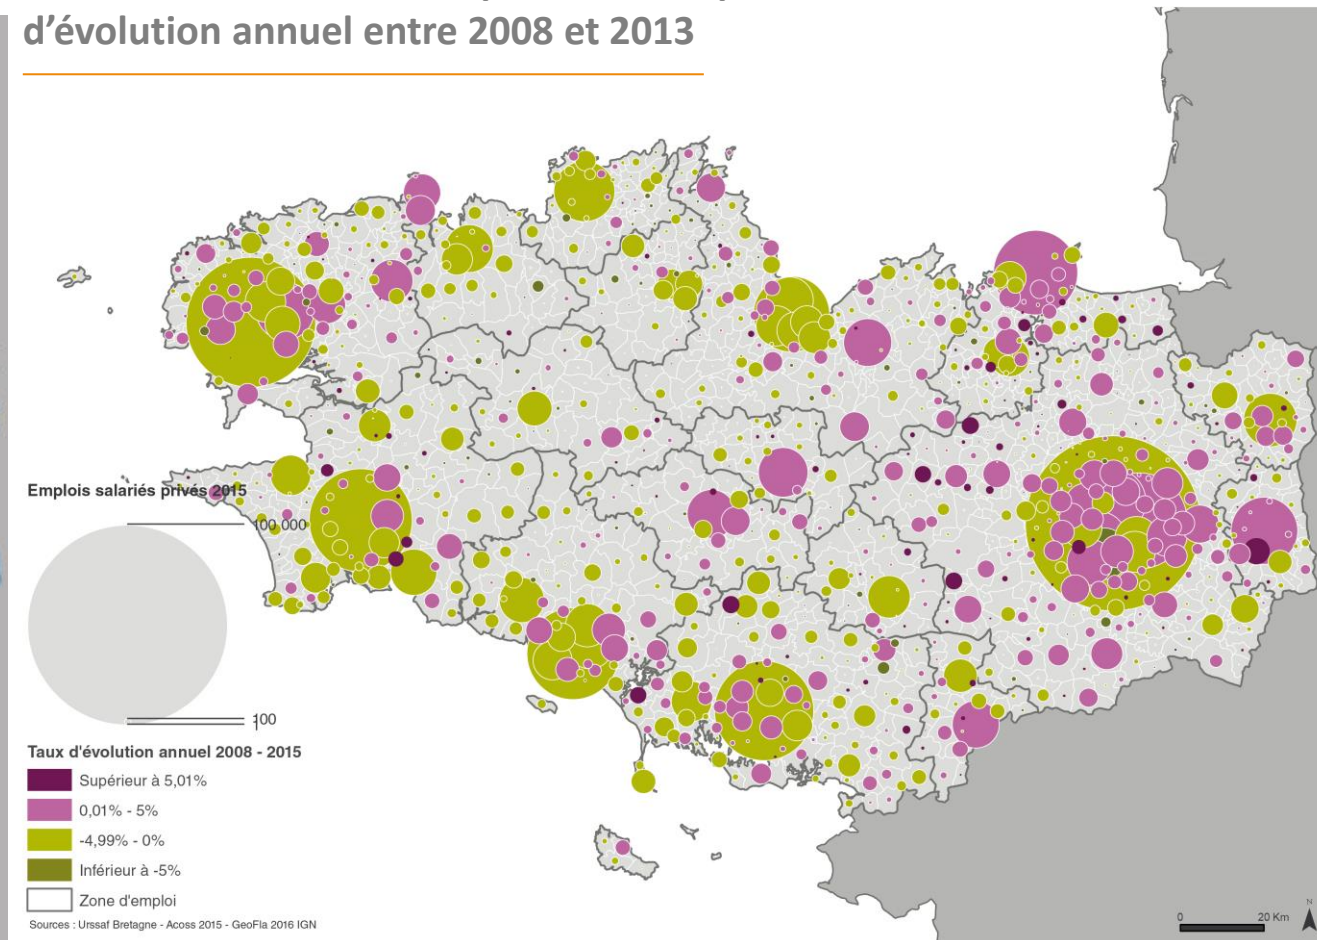 d'évolution annuel entre 2008 et 2013
Emplois salariés privés 2015
100 000
100
1
Taux d'évolution annuel 2008 - 2015
Supérieur à 5,01%
0,01% - 5%
-4,99% - 0%
Inférieur à -5%
Zone d'emploi
Sources : Urssaf Bretagne - Acoss 2015 - GeoFla 2016 IGN
0 20 Km
N